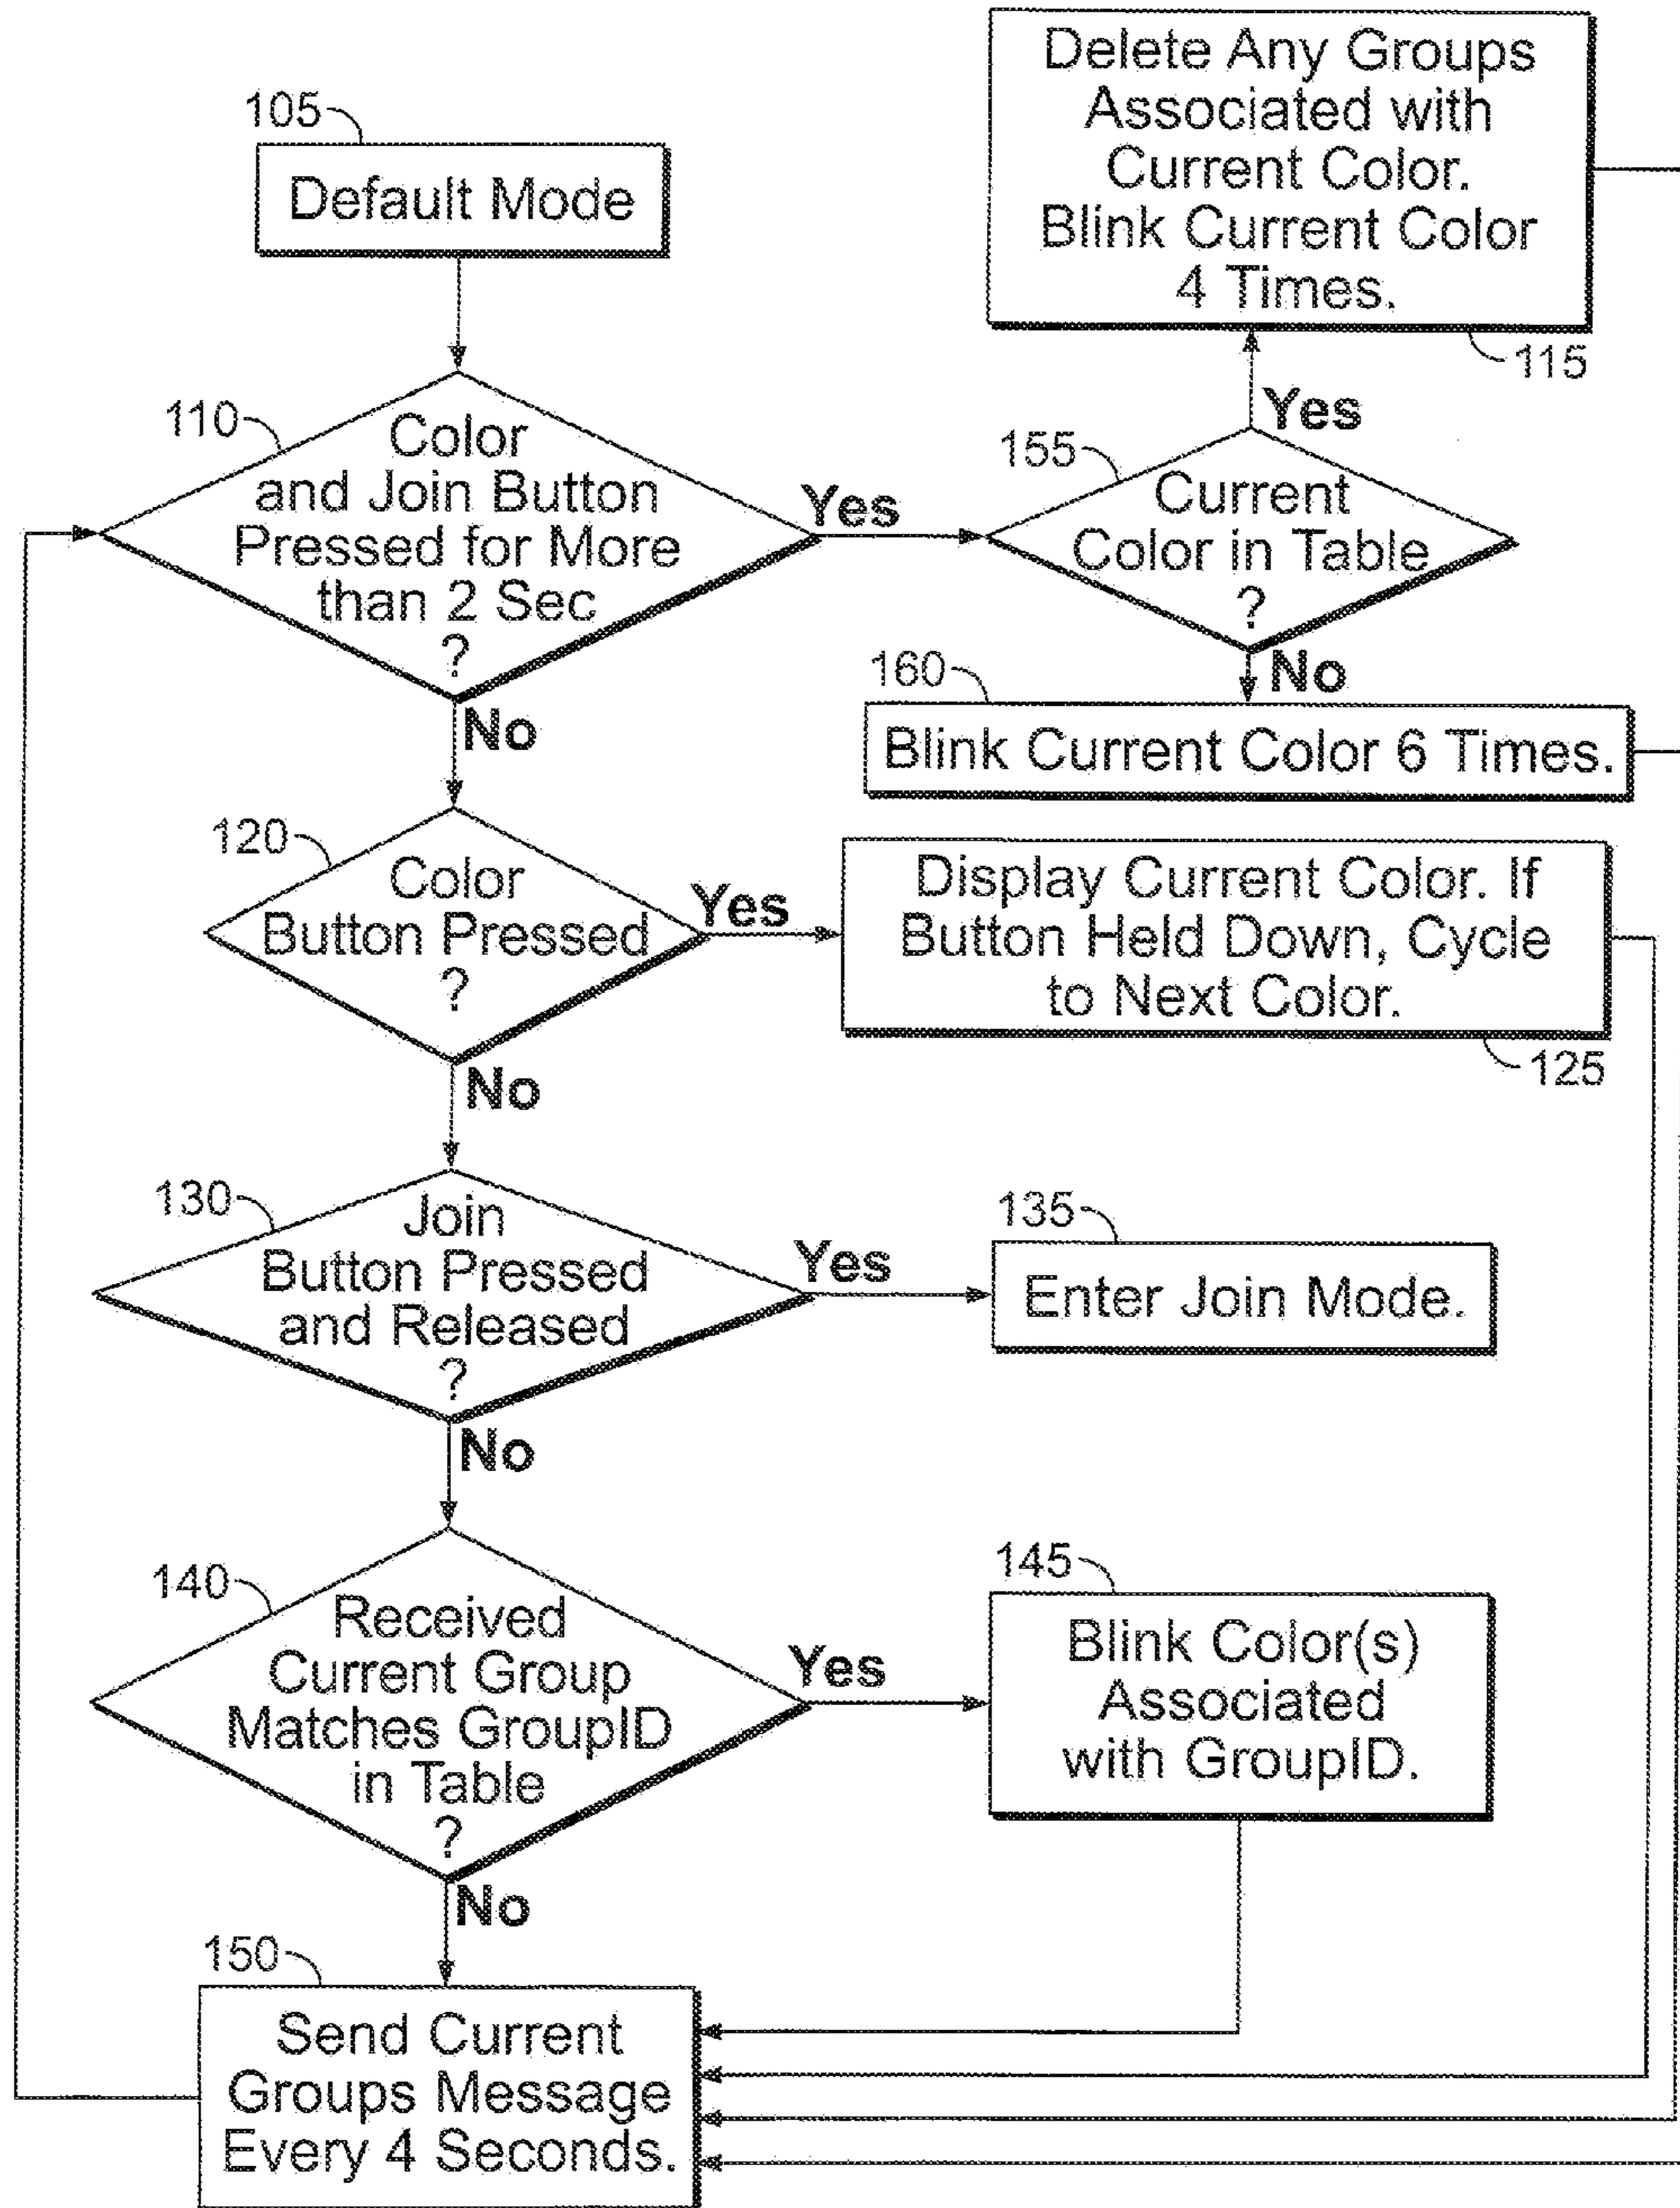 105
Default Mode
Delete Any Groups
Associated with
Current Color.
Blink Current Color
4 Times.
115
110
Color
and Join Button
Pressed for More
than 2 Sec
?
Yes
No
155
Current
Color in Table
?
Yes
No
160
Blink Current Color 6 Times.
120
Color
Button Pressed
?
Yes
No
Display Current Color. If
Button Held Down, Cycle
to Next Color.
125
130
Join
Button Pressed
and Released
?
Yes
No
135
Enter Join Mode.
140
Received
Current Group
Matches GroupID
in Table
?
Yes
No
145
Blink Color(s)
Associated
with GroupID.
150
Send Current
Groups Message
Every 4 Seconds.